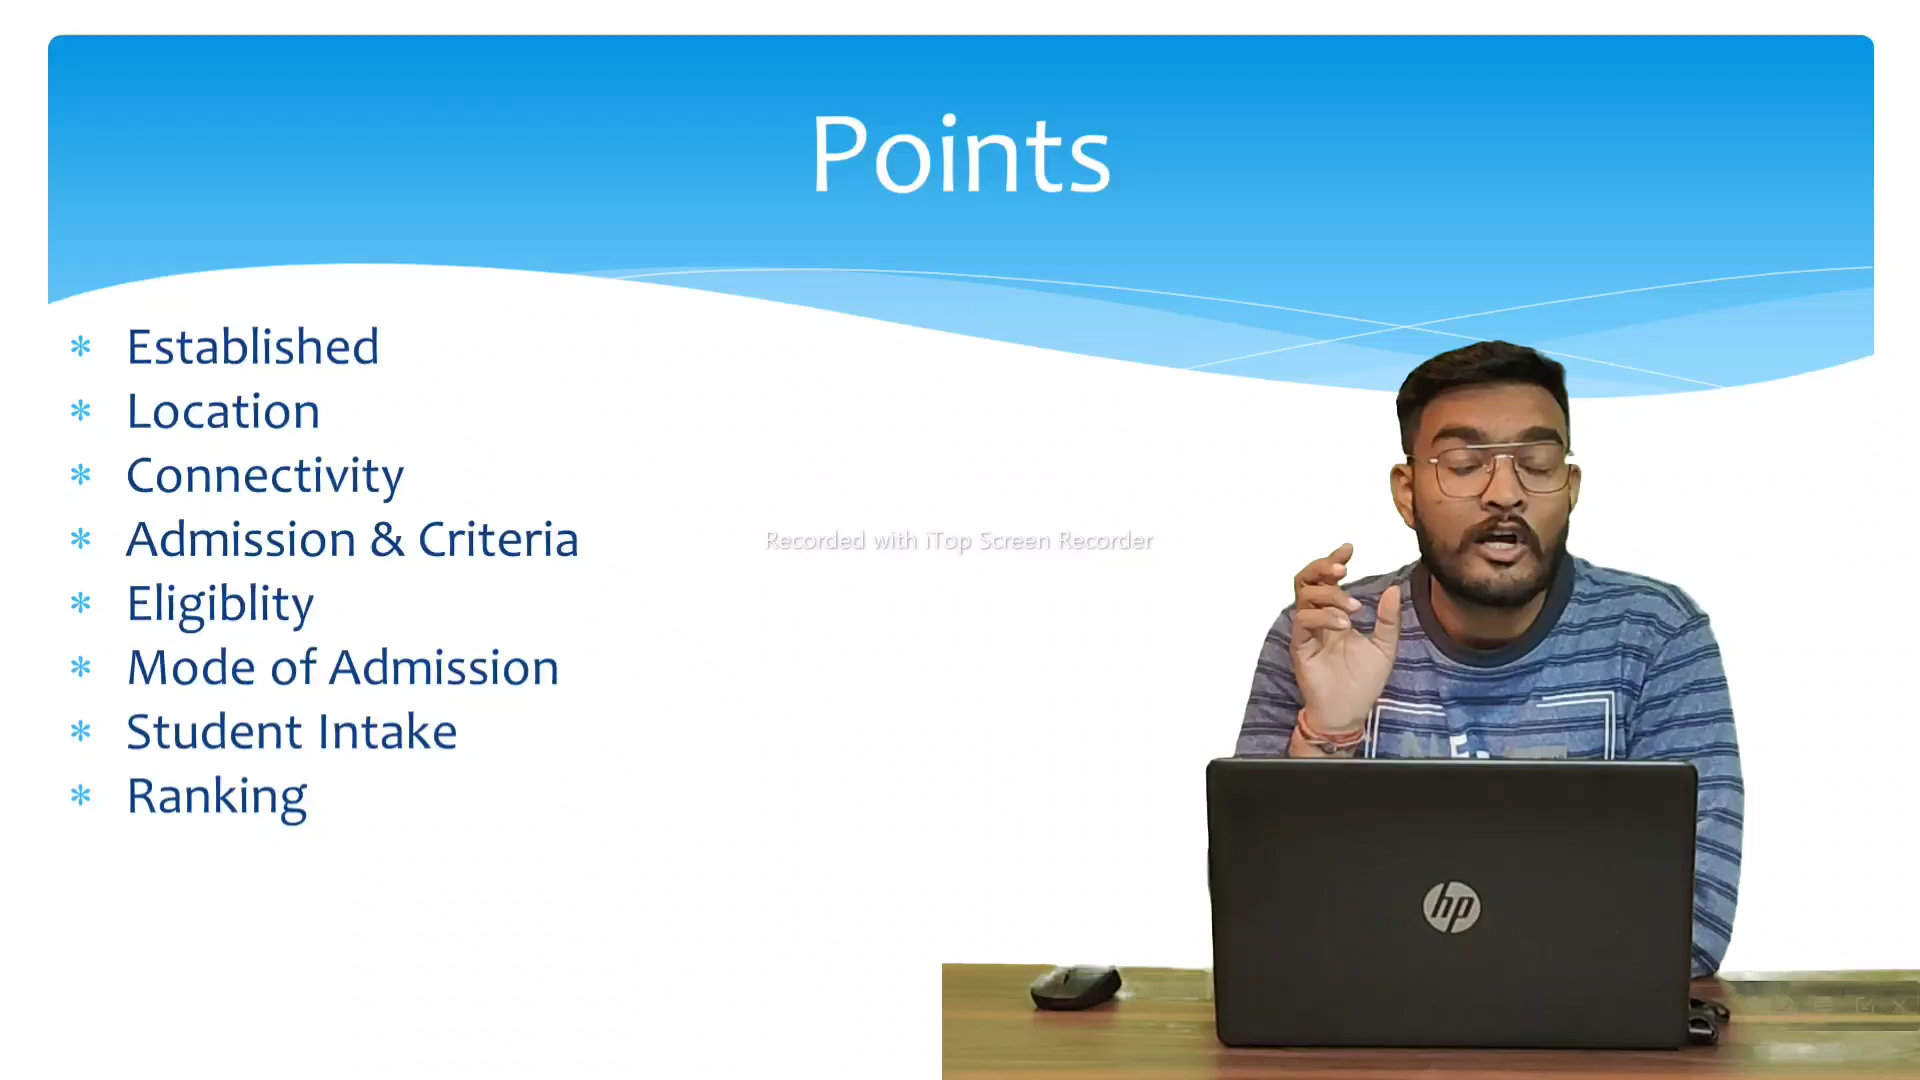 Points
* Established
* Location
* Connectivity
* Admission & Criteria
* Eligiblity
* Mode of Admission
* Student Intake
* Ranking
Recorded with iTop Screen Recorder
hp